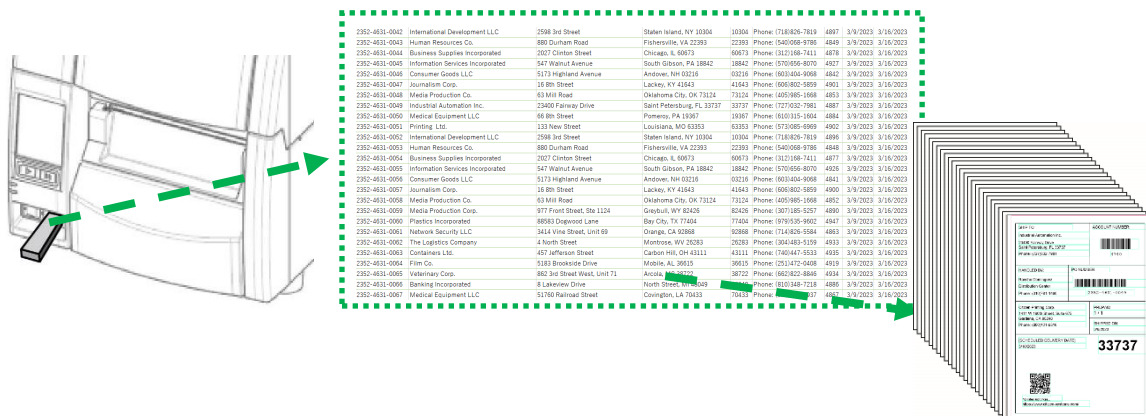 2352-4631-0042 International Development LLC 2598 3rd Street Staten Island, NY 10304 10304 Phone: (718)826-7819 4897 3/9/2023 3/16/2023
2352-4631-0043 Human Resources Co. 880 Durham Road Fishersville, VA 22393 22393 Phone: (540)068-9786 4849 3/9/2023 3/16/2023
2352-4631-0044 Business Supplies Incorporated 2027 Clinton Street Chicago, IL 60673 60673 Phone: (312)168-7411 4878 3/9/2023 3/16/2023
2352-4631-0045 Information Services Incorporated 547 Walnut Avenue South Gibson, PA 18842 18842 Phone: (570)656-8070 4927 3/9/2023 3/16/2023
2352-4631-0046 Consumer Goods LLC 5173 Highland Avenue Andover, NH 03216 03216 Phone: (603)404-9068 4842 3/9/2023 3/16/2023
2352-4631-0047 Journalism Corp. 16 8th Street Lackey, KY 41643 41643 Phone: (606)802-5859 4901 3/9/2023 3/16/2023
2352-4631-0048 Media Production Co. 63 Mill Road Oklahoma City, OK 73124 73124 Phone: (405)985-1668 4853 3/9/2023 3/16/2023
2352-4631-0049 Industrial Automation Inc. 23400 Fairway Drive Saint Petersburg, FL 33737 33737 Phone: (727)032-7981 4887 3/9/2023 3/16/2023
2352-4631-0050 Medical Equipment LLC 66 8th Street Pomeroy, PA 19367 19367 Phone: (610)315-1604 4884 3/9/2023 3/16/2023
2352-4631-0051 Printing Ltd. 133 New Street Louisiana, MO 63353 63353 Phone: (573)085-6969 4902 3/9/2023 3/16/2023
2352-4631-0052 International Development LLC 2598 3rd Street Staten Island, NY 10304 10304 Phone: (718)826-7819 4896 3/9/2023 3/16/2023
2352-4631-0053 Human Resources Co. 880 Durham Road Fishersville, VA 22393 22393 Phone: (540)068-9786 4848 3/9/2023 3/16/2023
2352-4631-0054 Business Supplies Incorporated 2027 Clinton Street Chicago, IL 60673 60673 Phone: (312)168-7411 4877 3/9/2023 3/16/2023
2352-4631-0055 Information Services Incorporated 547 Walnut Avenue South Gibson, PA 18842 18842 Phone: (570)656-8070 4926 3/9/2023 3/16/2023
2352-4631-0056 Consumer Goods LLC 5173 Highland Avenue Andover, NH 03216 03216 Phone: (603)404-9068 4841 3/9/2023 3/16/2023
2352-4631-0057 Journalism Corp. 16 8th Street Lackey, KY 41643 41643 Phone: (606)802-5859 4900 3/9/2023 3/16/2023
2352-4631-0058 Media Production Co. 63 Mill Road Oklahoma City, OK 73124 73124 Phone: (405)985-1668 4852 3/9/2023 3/16/2023
2352-4631-0059 Media Production Corp. 977 Front Street, Ste 1124 Greybull, WY 82426 82426 Phone: (307)185-5257 4890 3/9/2023 3/16/2023
2352-4631-0060 Plastics Incorporated 88583 Dogwood Lane Bay City, TX 77404 77404 Phone: (979)535-9602 4947 3/9/2023 3/16/2023
2352-4631-0061 Network Security LLC 3414 Vine Street, Unit 69 Orange, CA 92868 92868 Phone: (714)826-5584 4863 3/9/2023 3/16/2023
2352-4631-0062 The Logistics Company 4 North Street Montrose, WV 26283 26283 Phone: (304)483-5159 4933 3/9/2023 3/16/2023
2352-4631-0063 Containers Ltd. 457 Jefferson Street Carbon Hill, OH 43111 43111 Phone: (740)447-5533 4935 3/9/2023 3/16/2023
2352-4631-0064 Film Co. 5183 Brookside Drive Mobile, AL 36615 36615 Phone: (251)472-0408 4919 3/9/2023 3/16/2023
2352-4631-0065 Veterinary Corp. 862 3rd Street West, Unit 71 Arcola, 38722 38722 Phone: (662)822-8846 4934 3/9/2023 3/16/2023
2352-4631-0066 Banking Incorporated 8 Lakeview Drive North Street, Phone: (810)348-7218 4886 3/9/2023 3/16/2023
2352-4631-0067 Medical Equipment LLC 51760 Railroad Street Covington, LA 70433 70433 Phone: 4867 3/9/2023 3/16/2023
SHIP TO:
ACCOUNT NUMBER
Industrial Automation Inc.
HANDLED BY:
Distribution Center
33737